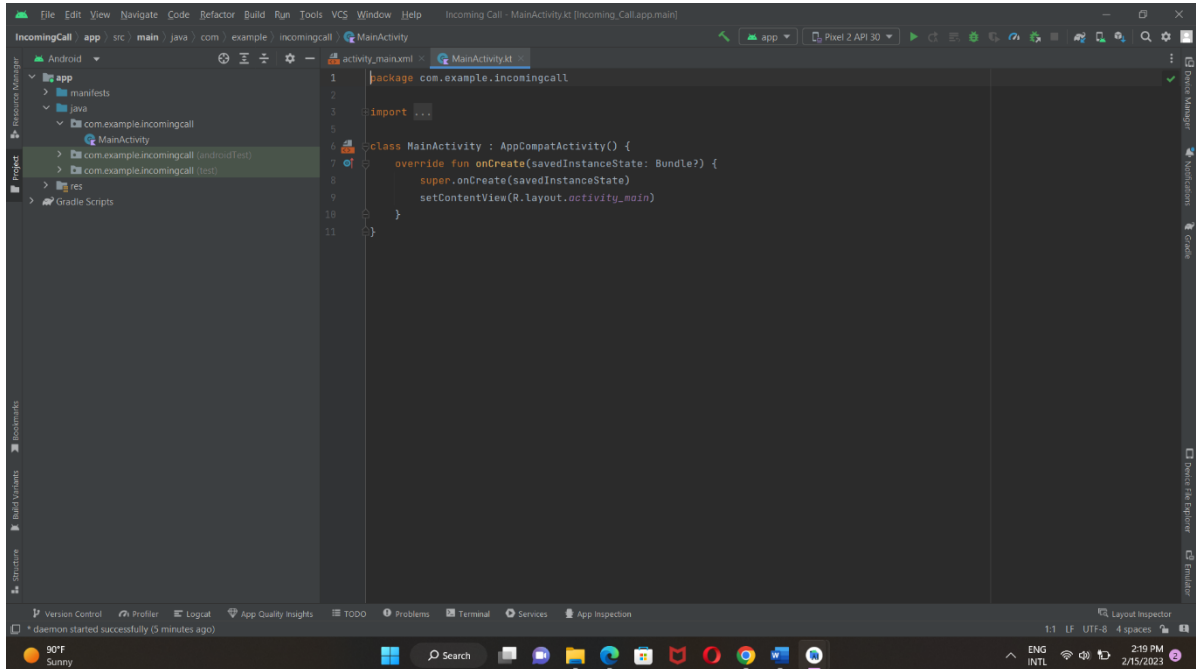 File Edit View Navigate Code Refactor Build Run Tools VCS Window Help Incoming Call - MainActivity.kt [Incoming_Call.app.main]
IncomingCall app src main java com example incomingcall MainActivity app Pixel 2 API 30
Android
activity_main.xml
MainActivity.kt
app
manifests
java
com.example.incomingcall
MainActivity
com.example.incomingcall (androidTest)
com.example.incomingcall (test)
res
Gradle Scripts
1 package com.example.incomingcall
2
3 import ...
5
6 class MainActivity : AppCompatActivity() {
7 override fun onCreate(savedInstanceState: Bundle?) {
8 super.onCreate(savedInstanceState)
9 setContentView(R.layout.activity_main)
10 }
11 }
Resource Manager
Project
Bookmarks
Build Variants
Structure
Device Manager
Notifications
Gradle
Device File Explorer
Emulator
Version Control Profiler Logcat App Quality Insights TODO Problems Terminal Services App Inspection Layout Inspector
* daemon started successfully (5 minutes ago) 1:1 LF UTF-8 4 spaces
90°F
Sunny
Search
ENG
INTL
2:19 PM
2/15/2023
2